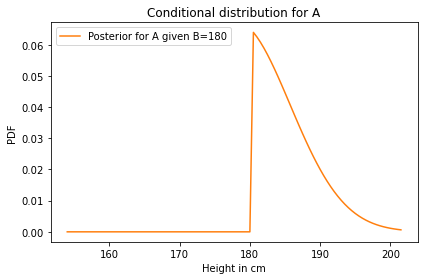 Conditional distribution for A
Posterior for A given B=180
PDF
0.06
0.05
0.04
0.03
0.02
0.01
0.00
160 170 180 190 200
Height in cm